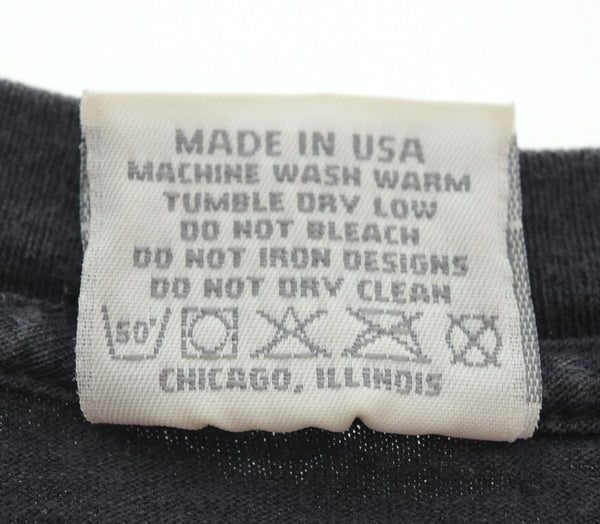 MADE IN USA
MACHINE WASH WARM
TUMBLE DRY LOW
DO NOT BLEACH
DO NOT IRON DESIGNS
DO NOT DRY CLEAN
50°
CHICAGO, ILLINOIS